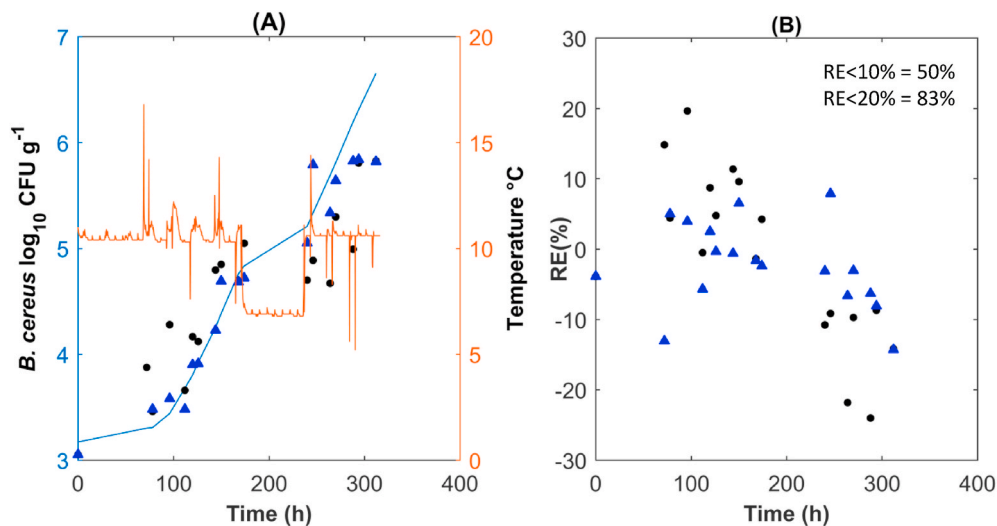 (A)
B. cereus log10 CFU g-1
7
6
5
4
3
20
15
10
5
0
Temperature °C
0 100 200 300 400
Time (h)
(B)
RE<10% = 50%
RE<20% = 83%
RE(%)
30
20
10
0
-10
-20
-30
0 100 200 300 400
Time (h)